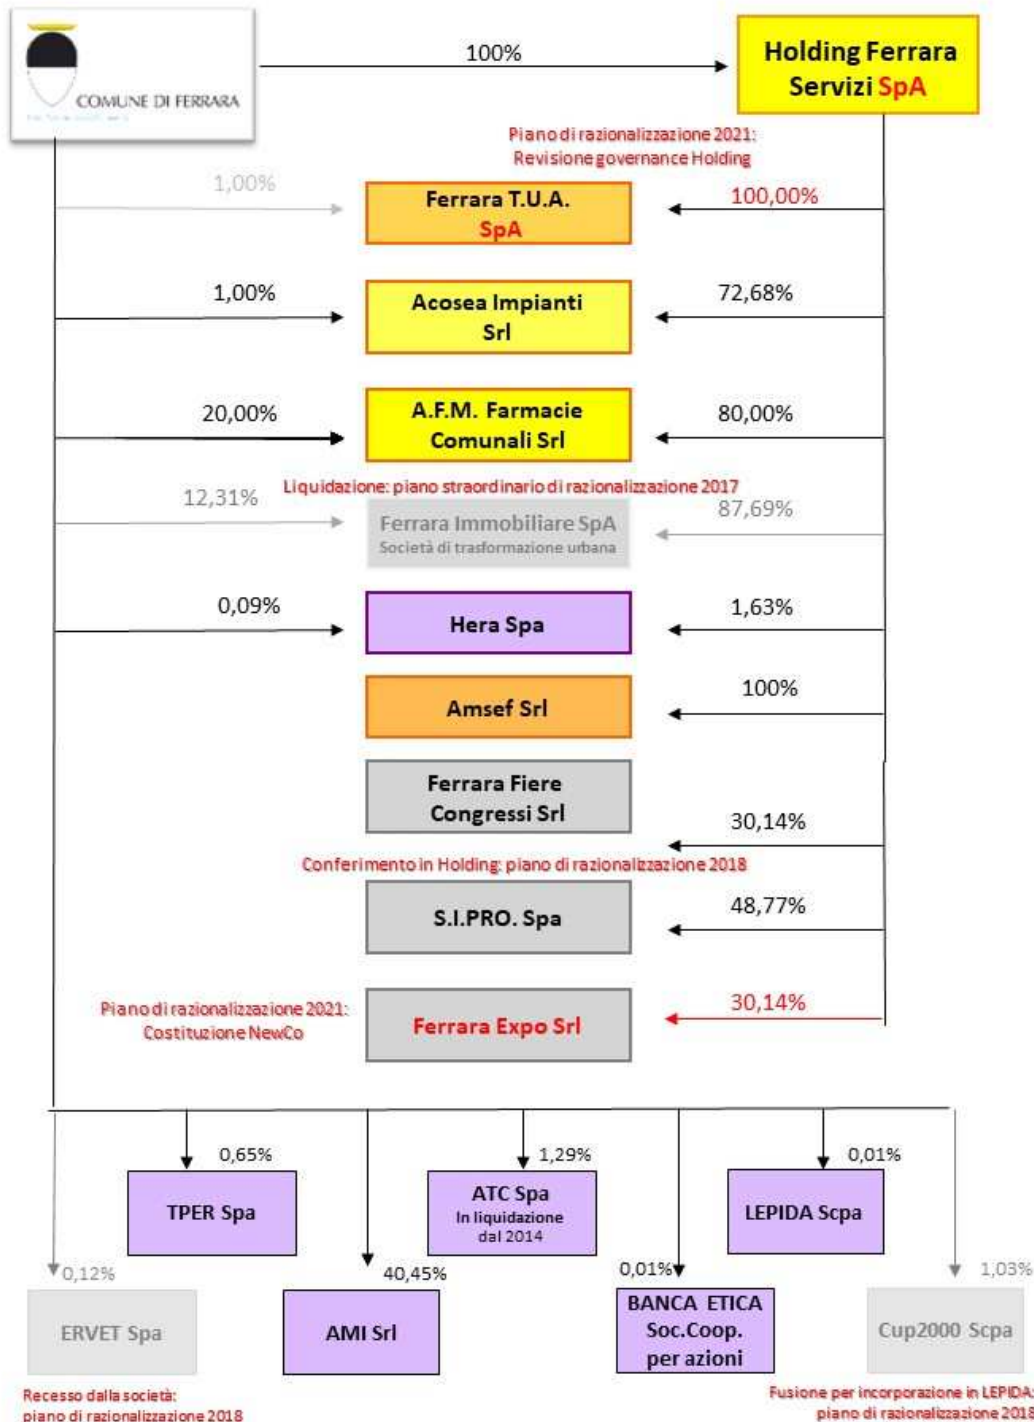 COMUNE DI FERRARA
100%
Holding Ferrara
Servizi SpA
Piano di razionalizzazione 2021:
Revisione governance Holding
1,00%
Ferrara T.U.A.
SpA
100,00%
1,00%
Acosea Impianti
Srl
72,68%
20,00%
A.F.M. Farmacie
Comunali Srl
80,00%
Liquidazione: piano straordinario di razionalizzazione 2017
12,31%
Ferrara Immobiliare SpA
Società di trasformazione urbana
87,69%
0,09%
Hera Spa
1,63%
Amsef Srl
100%
Ferrara Fiere
Congressi Srl
30,14%
Conferimento in Holding: piano di razionalizzazione 2018
S.I.PRO. Spa
48,77%
Piano di razionalizzazione 2021:
Costituzione NewCo
Ferrara Expo Srl
30,14%
0,65%
TPER Spa
1,29%
ATC Spa
In liquidazione
dal 2014
0,01%
LEPIDA Scpa
0,12%
ERVET Spa
40,45%
AMI Srl
0,01%
BANCA ETICA
Soc.Coop.
per azioni
1,03%
Cup2000 Scpa
Recesso dalla società:
piano di razionalizzazione 2018
Fusione per incorporazione in LEPIDA:
piano di razionalizzazione 2018